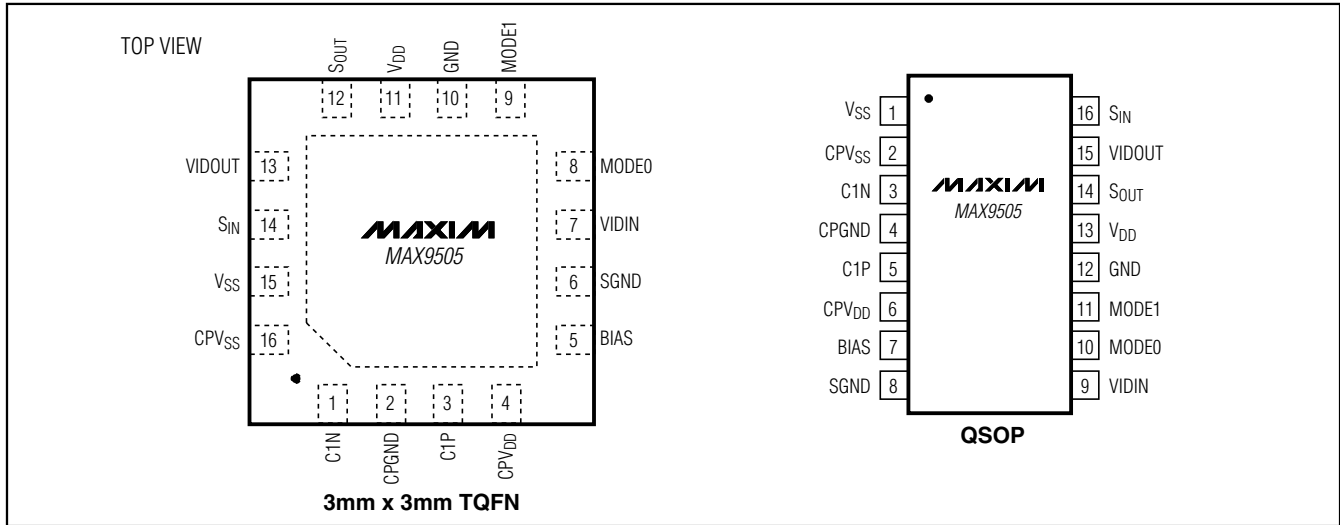 TOP VIEW
SOUT
VDD
GND
MODE1
12
11
10
9
VIDOUT 13
SIN 14
VSS 15
CPVSS 16
8 MODE0
7 VIDIN
6 SGND
5 BIAS
MAXIM
MAX9505
1
2
3
4
C1N
CPGND
C1P
CPVDD
3mm x 3mm TQFN
VSS 1
CPVSS 2
C1N 3
CPGND 4
C1P 5
CPVDD 6
BIAS 7
SGND 8
MAXIM
MAX9505
16 SIN
15 VIDOUT
14 SOUT
13 VDD
12 GND
11 MODE1
10 MODE0
9 VIDIN
QSOP